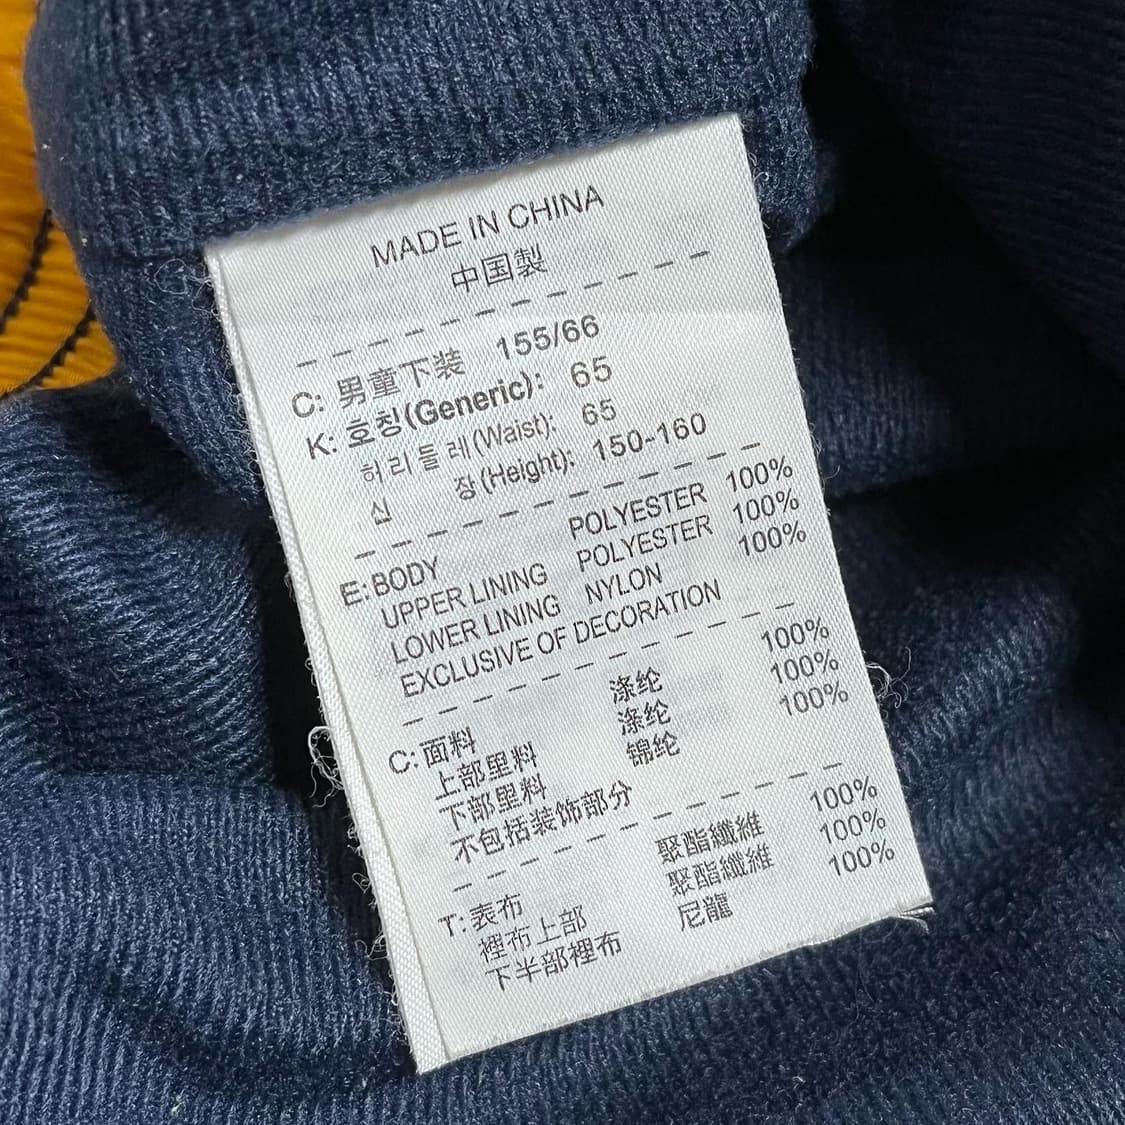 MADE IN CHINA
中国製
C: 男童下装 155/66
K: 호칭(Generic): 65
허리둘레(Waist): 65
신 장(Height): 150-160
E: BODY POLYESTER 100%
UPPER LINING POLYESTER 100%
LOWER LINING NYLON 100%
EXCLUSIVE OF DECORATION
C: 面料 涤纶 100%
上部里料 涤纶 100%
下部里料 锦纶 100%
不包括装饰部分
T: 表布 聚酯纖維 100%
裡布上部 聚酯纖維 100%
下半部裡布 尼龍 100%